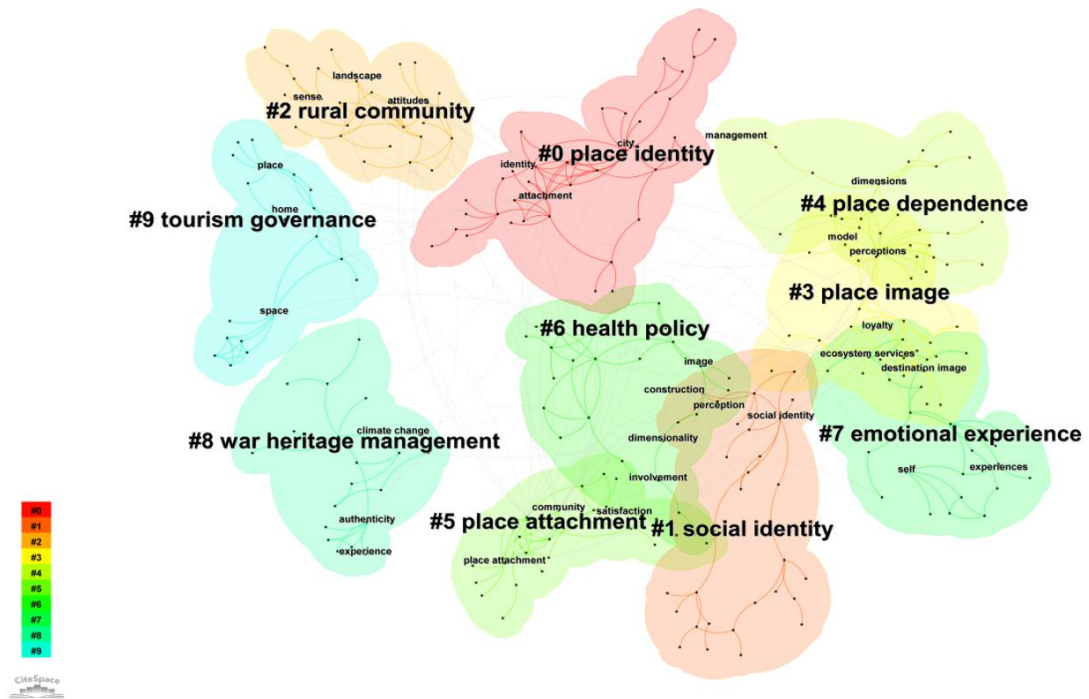 landscape
sense
attitudes
#2 rural community
city
management
identity
#0 place identity
attachment
place
dimensions
home
#9 tourism governance
#4 place dependence
model
perceptions
#3 place image
space
#6 health policy
loyalty
image
ecosystem services
destination image
construction
perception
social identity
climate change
#8 war heritage management
dimensionality
#7 emotional experience
self
experiences
involvement
community
satisfaction
authenticity
#5 place attachment
#1 social identity
experience
place attachment
#0
#1
#2
#3
#4
#5
#6
#7
#8
#9
CiteSpace